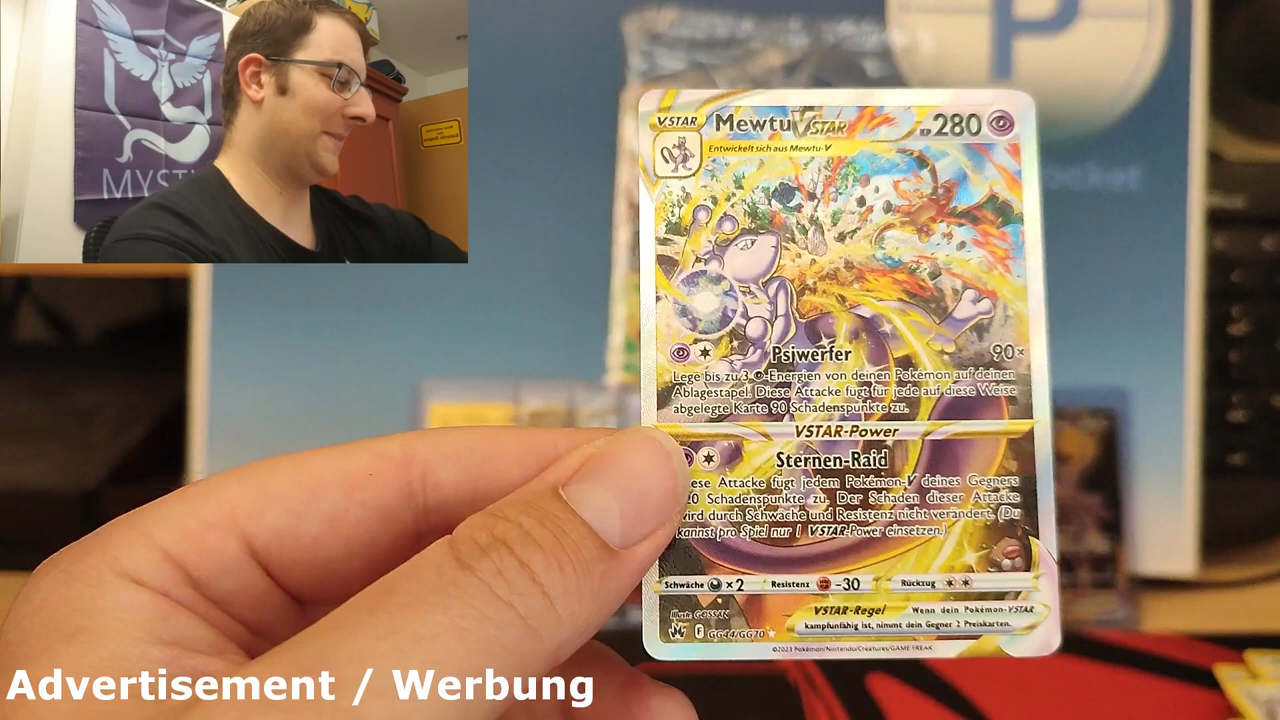 MYSTI
VSTAR
Mewtu VSTAR
KP 280
Entwickelt sich aus Mewtu-V
Psiwerfer 90×
Lege bis zu 3 -Energien von deinen Pokémon auf deinen
Ablagestapel. Diese Attacke fügt für jede auf diese Weise
abgelegte Karte 90 Schadenspunkte zu.
VSTAR-Power
Sternen-Raid
ese Attacke fügt jedem Pokémon-V deines Gegners
20 Schadenspunkte zu. Der Schaden dieser Attacke
wird durch Schwäche und Resistenz nicht verändert. (Du
kannst pro Spiel nur 1 VSTAR-Power einsetzen.)
Schwäche ×2 Resistenz -30 Rückzug
VSTAR-Regel Wenn dein Pokémon-VSTAR
kampfunfähig ist, nimmt dein Gegner 2 Preiskarten.
Illustr. GOSSAN
F GG44/GG70
©2023 Pokémon/Nintendo/Creatures/GAME FREAK
P
ocket
Advertisement / Werbung